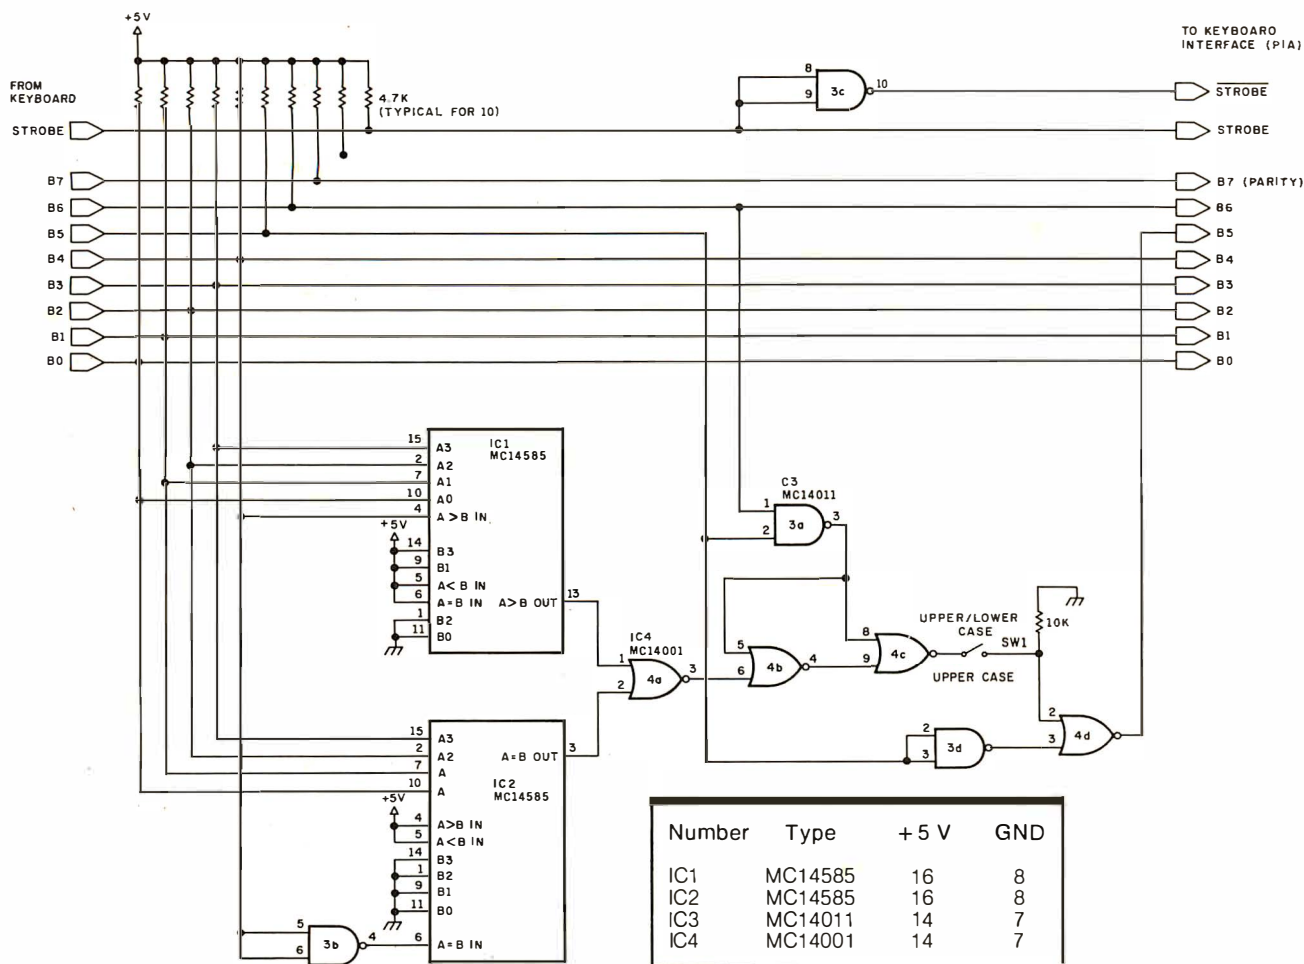 +5V
TO KEYBOARD
INTERFACE (PIA)
FROM
KEYBOARD
4.7K
(TYPICAL FOR 10)
8
9
3c
10
STROBE
STROBE
STROBE
B7
B7 (PARITY)
B6
B6
B5
B5
B4
B4
B3
B3
B2
B2
B1
B1
B0
B0
IC1
MC14585
15 A3
2 A2
7 A1
10 A0
4 A>B IN
+5V
14 B3
9 B1
5 A<B IN
6 A=B IN
A>B OUT 13
1 B2
11 B0
C3
MC14011
1
2
3a
3
IC4
MC14001
1
2
4a
3
5
6
4b
4
8
9
4c
UPPER/LOWER
CASE
SW1
UPPER CASE
10K
2
3
3d
2
3
4d
15 A3
2 A2
7 A
10 A
A=B OUT 3
IC2
MC14585
+5V
4 A>B IN
5 A<B IN
14 B3
1 B2
9 B1
11 B0
6 A=B IN
5
6
3b
4
Number Type +5 V GND
IC1 MC14585 16 8
IC2 MC14585 16 8
IC3 MC14011 14 7
IC4 MC14001 14 7